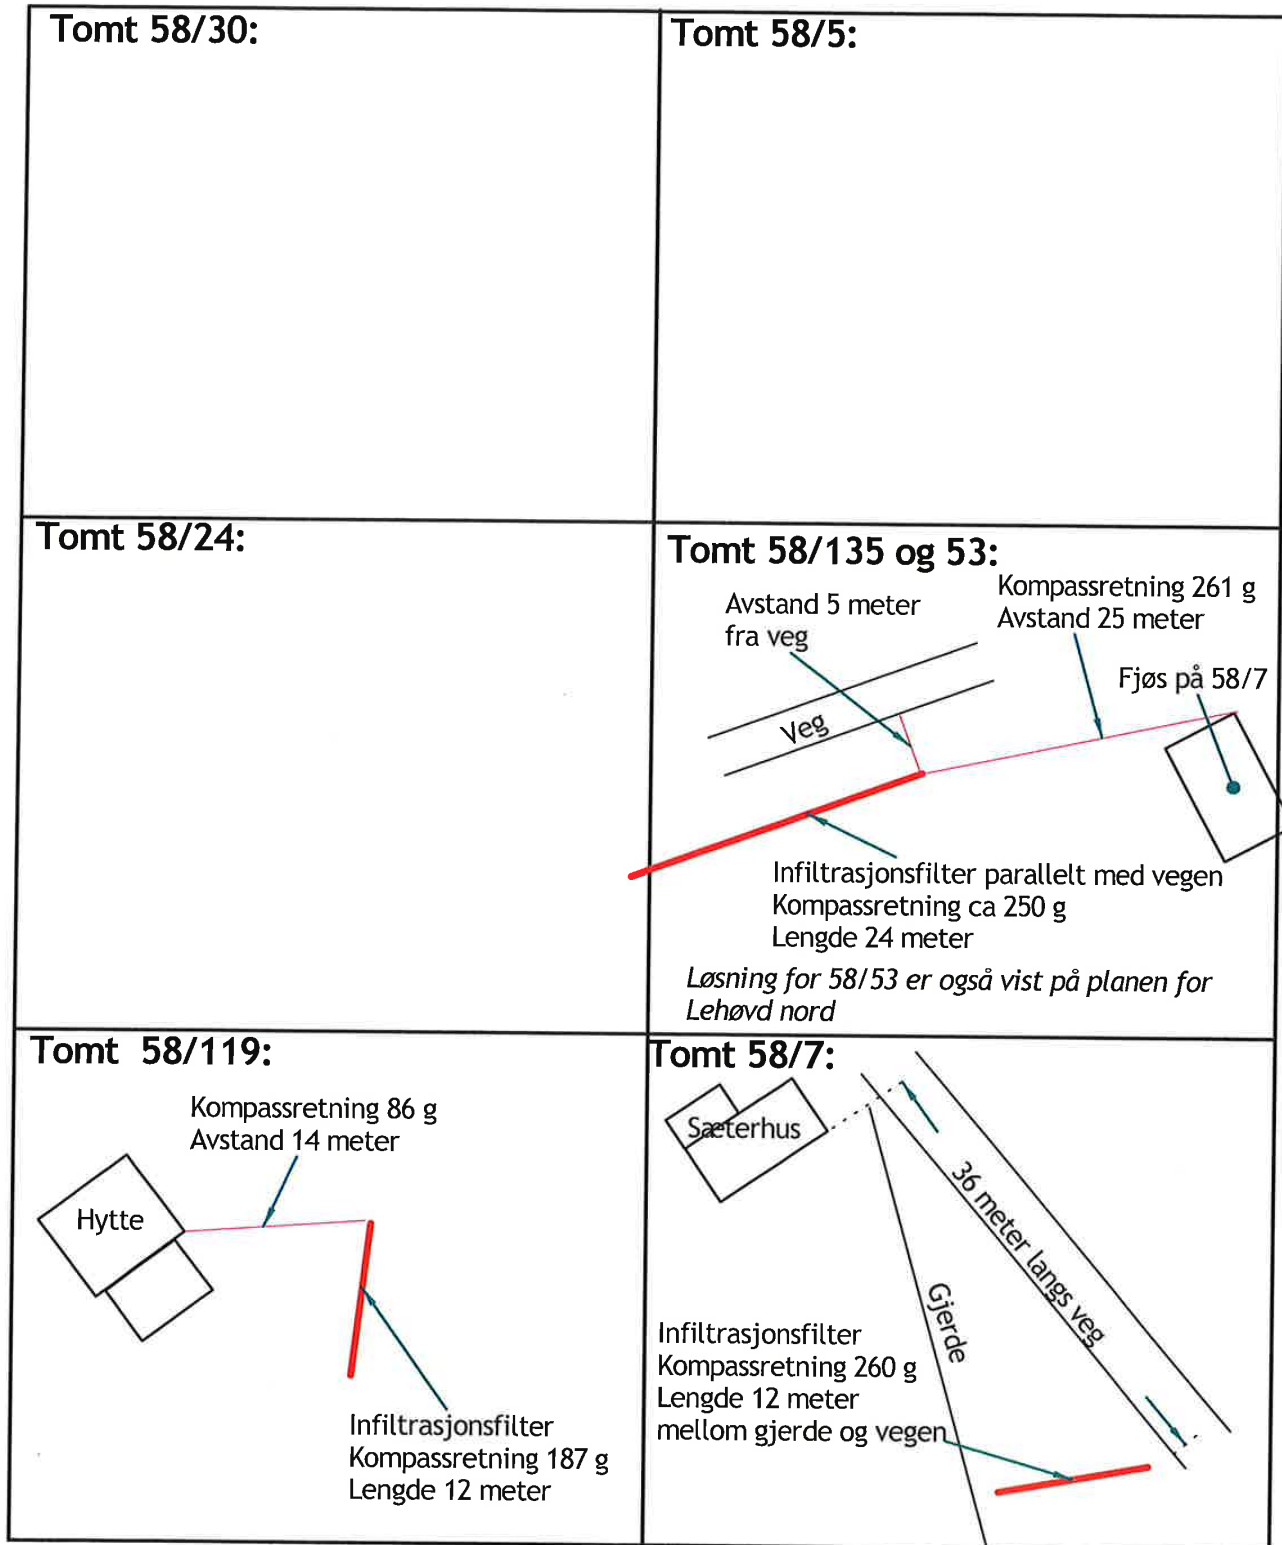 Tomt 58/30:
Tomt 58/5:
Tomt 58/24:
Tomt 58/135 og 53:
Avstand 5 meter
fra veg
Kompassretning 261 g
Avstand 25 meter
Fjøs på 58/7
Veg
Infiltrasjonsfilter parallelt med vegen
Kompassretning ca 250 g
Lengde 24 meter
Løsning for 58/53 er også vist på planen for
Lehøvd nord
Tomt 58/119:
Kompassretning 86 g
Avstand 14 meter
Hytte
Infiltrasjonsfilter
Kompassretning 187 g
Lengde 12 meter
Tomt 58/7:
Sæterhus
36 meter langs veg
Gjerde
Infiltrasjonsfilter
Kompassretning 260 g
Lengde 12 meter
mellom gjerde og vegen